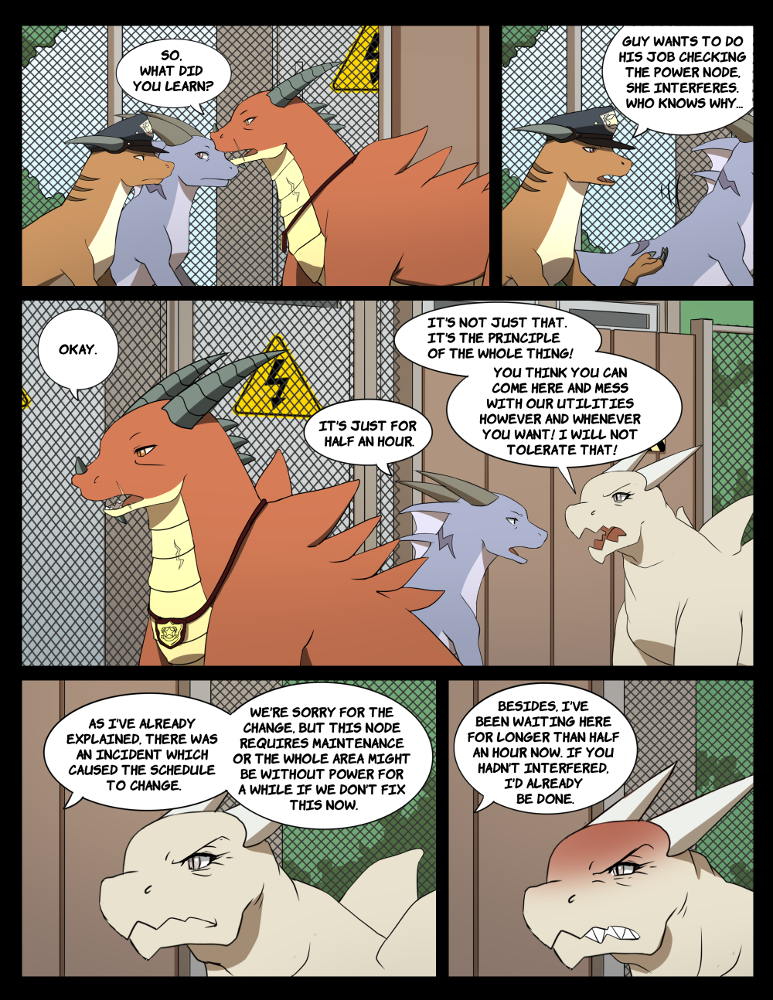 SO,
WHAT DID
YOU LEARN?
GUY WANTS TO DO
HIS JOB CHECKING
THE POWER NODE,
SHE INTERFERES.
WHO KNOWS WHY...
OKAY.
IT'S JUST FOR
HALF AN HOUR.
IT'S NOT JUST THAT.
IT'S THE PRINCIPLE
OF THE WHOLE THING!
YOU THINK YOU CAN
COME HERE AND MESS
WITH OUR UTILITIES
HOWEVER AND WHENEVER
YOU WANT! I WILL NOT
TOLERATE THAT!
AS I'VE ALREADY
EXPLAINED, THERE WAS
AN INCIDENT WHICH
CAUSED THE SCHEDULE
TO CHANGE.
WE'RE SORRY FOR THE
CHANGE, BUT THIS NODE
REQUIRES MAINTENANCE
OR THE WHOLE AREA MIGHT
BE WITHOUT POWER FOR
A WHILE IF WE DON'T FIX
THIS NOW.
BESIDES, I'VE
BEEN WAITING HERE
FOR LONGER THAN HALF
AN HOUR NOW. IF YOU
HADN'T INTERFERED,
I'D ALREADY
BE DONE.